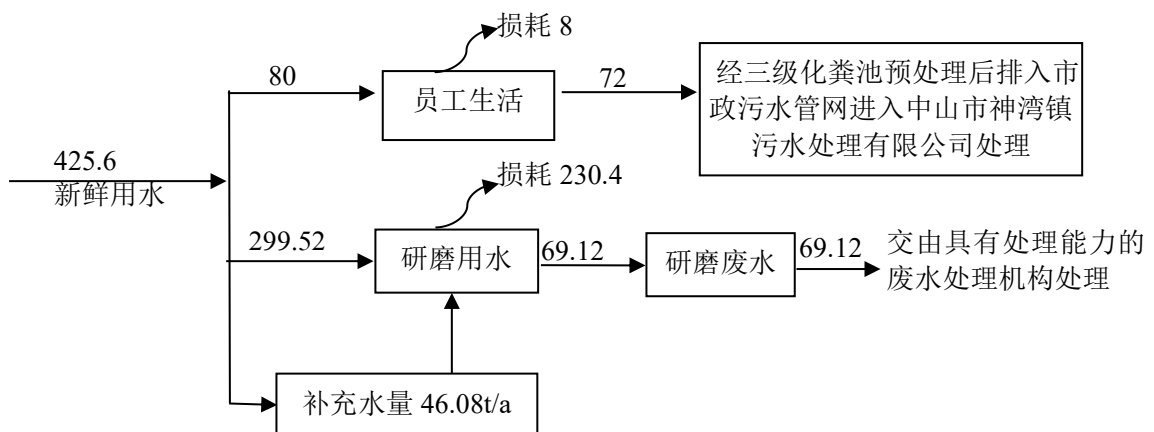 损耗 8
80
员工生活
72
经三级化粪池预处理后排入市
政污水管网进入中山市神湾镇
污水处理有限公司处理
425.6
新鲜用水
损耗 230.4
299.52
研磨用水
69.12
研磨废水
69.12
交由具有处理能力的
废水处理机构处理
补充水量 46.08t/a